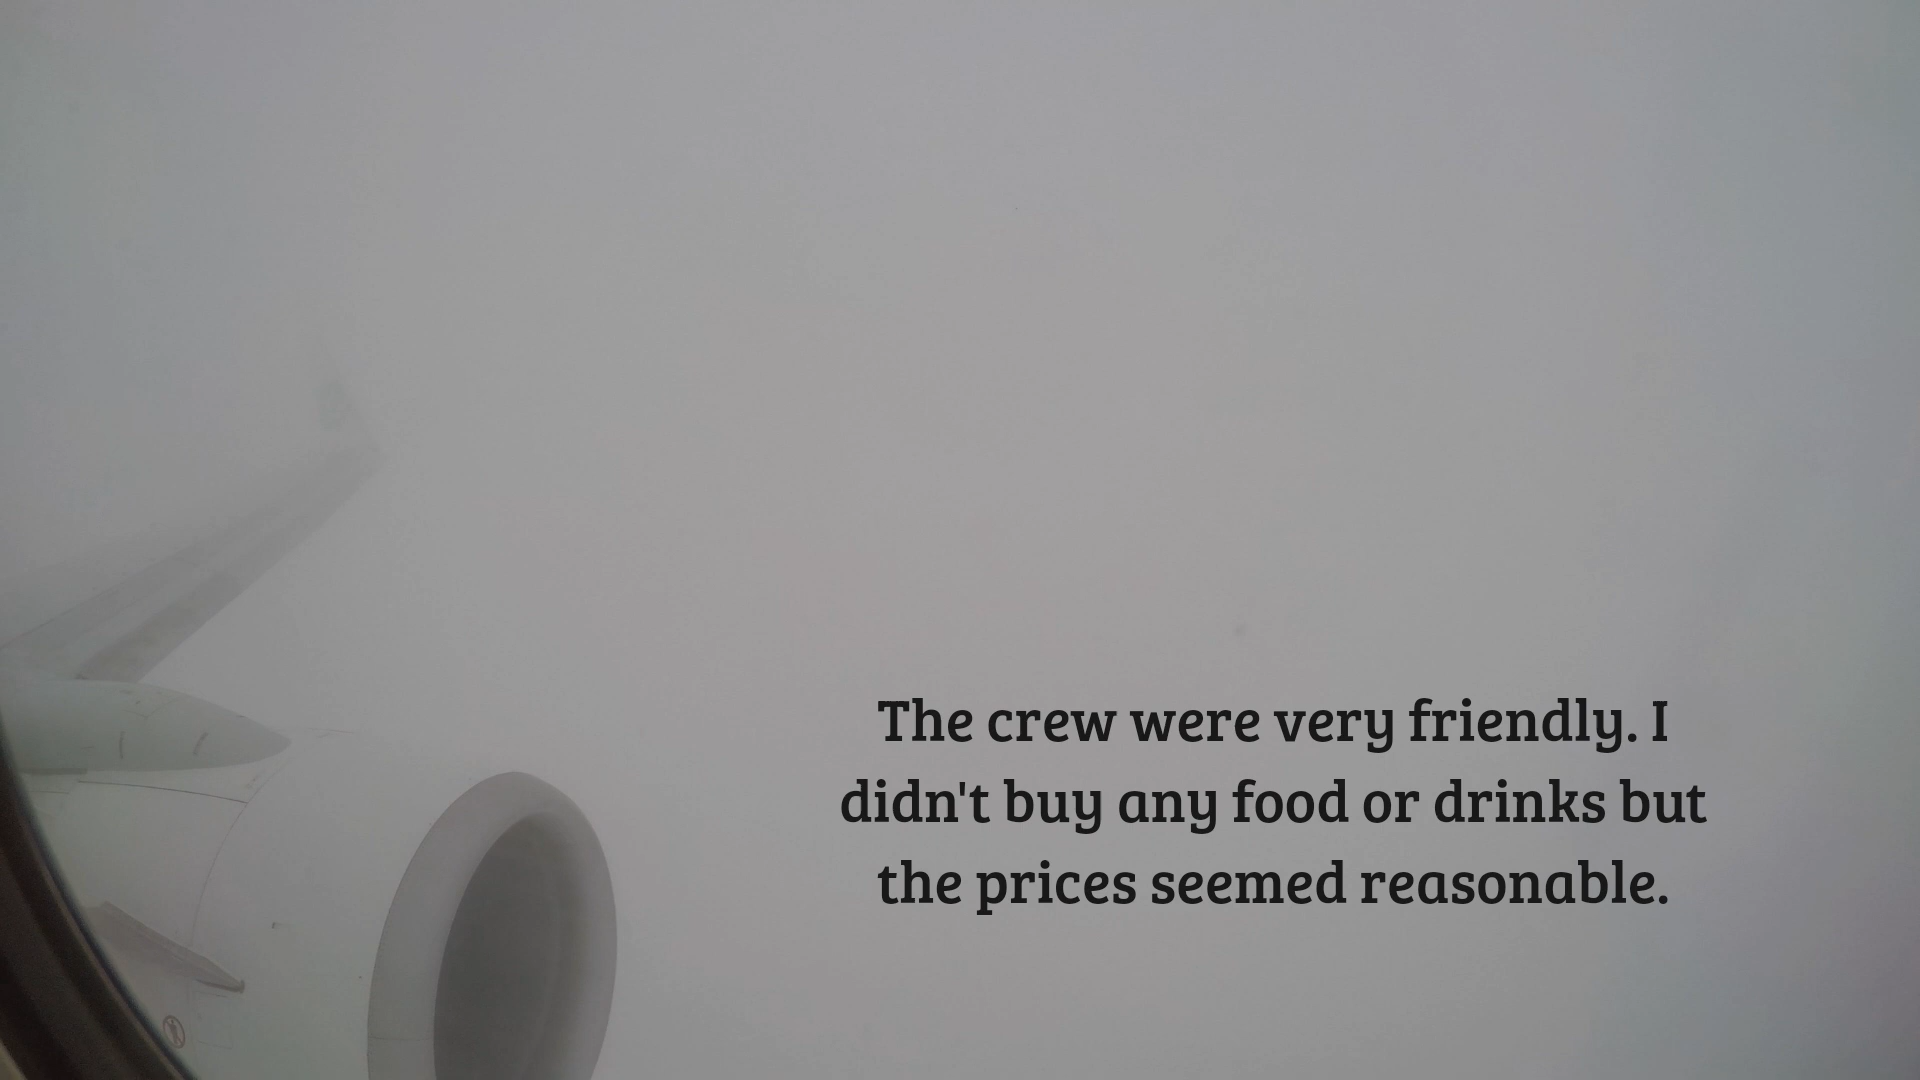 The crew were very friendly. I
didn't buy any food or drinks but
the prices seemed reasonable.